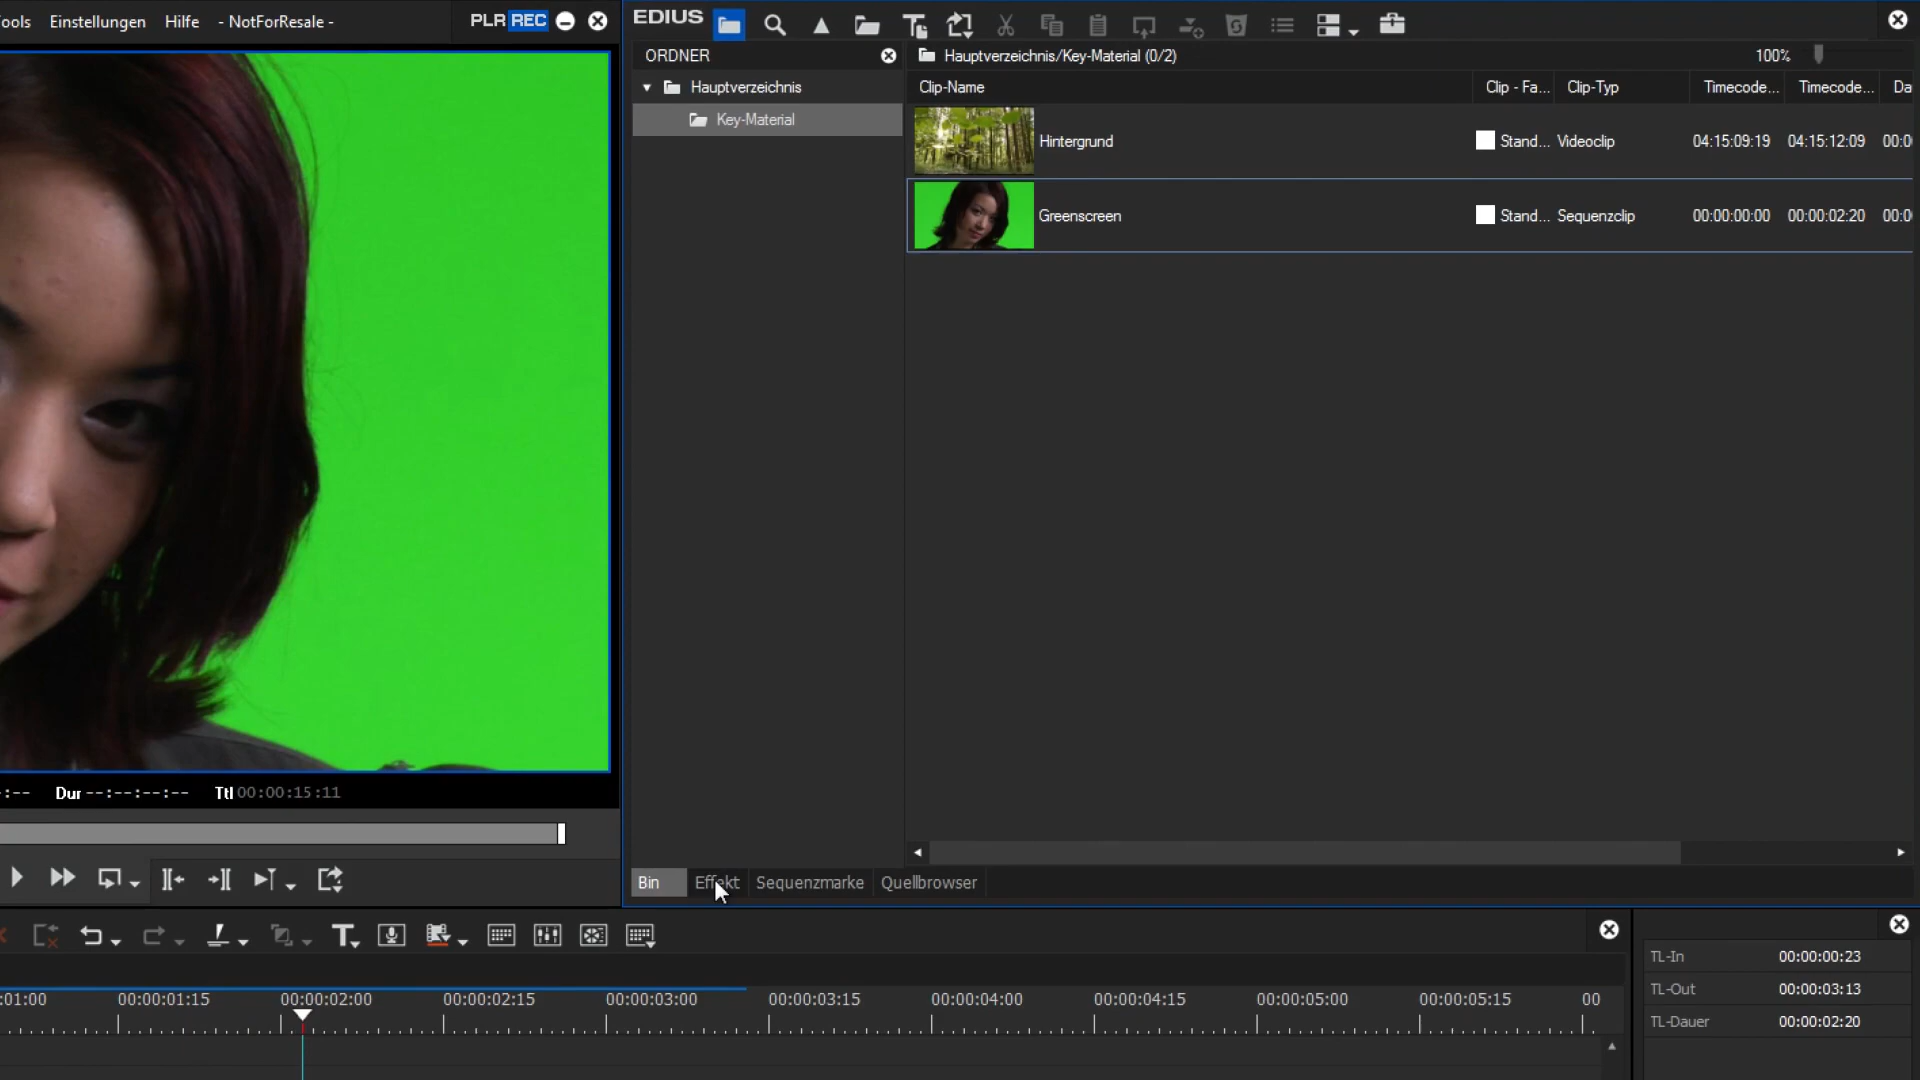 ools Einstellungen Hilfe - NotForResale - PLR REC
EDIUS
ORDNER
Hauptverzeichnis
Key-Material
Hauptverzeichnis/Key-Material (0/2) 100%
Clip-Name Clip - Fa... Clip-Typ Timecode... Timecode... Da
Hintergrund Stand... Videoclip 04:15:09:19 04:15:12:09 00:0
Greenscreen Stand... Sequenzclip 00:00:00:00 00:00:02:20 00:0
:-- Dur --:--:--:-- Ttl 00:00:15:11
Bin Effekt Sequenzmarke Quellbrowser
:01:00 00:00:01:15 00:00:02:00 00:00:02:15 00:00:03:00 00:00:03:15 00:00:04:00 00:00:04:15 00:00:05:00 00:00:05:15 00
TL-In 00:00:00:23
TL-Out 00:00:03:13
TL-Dauer 00:00:02:20